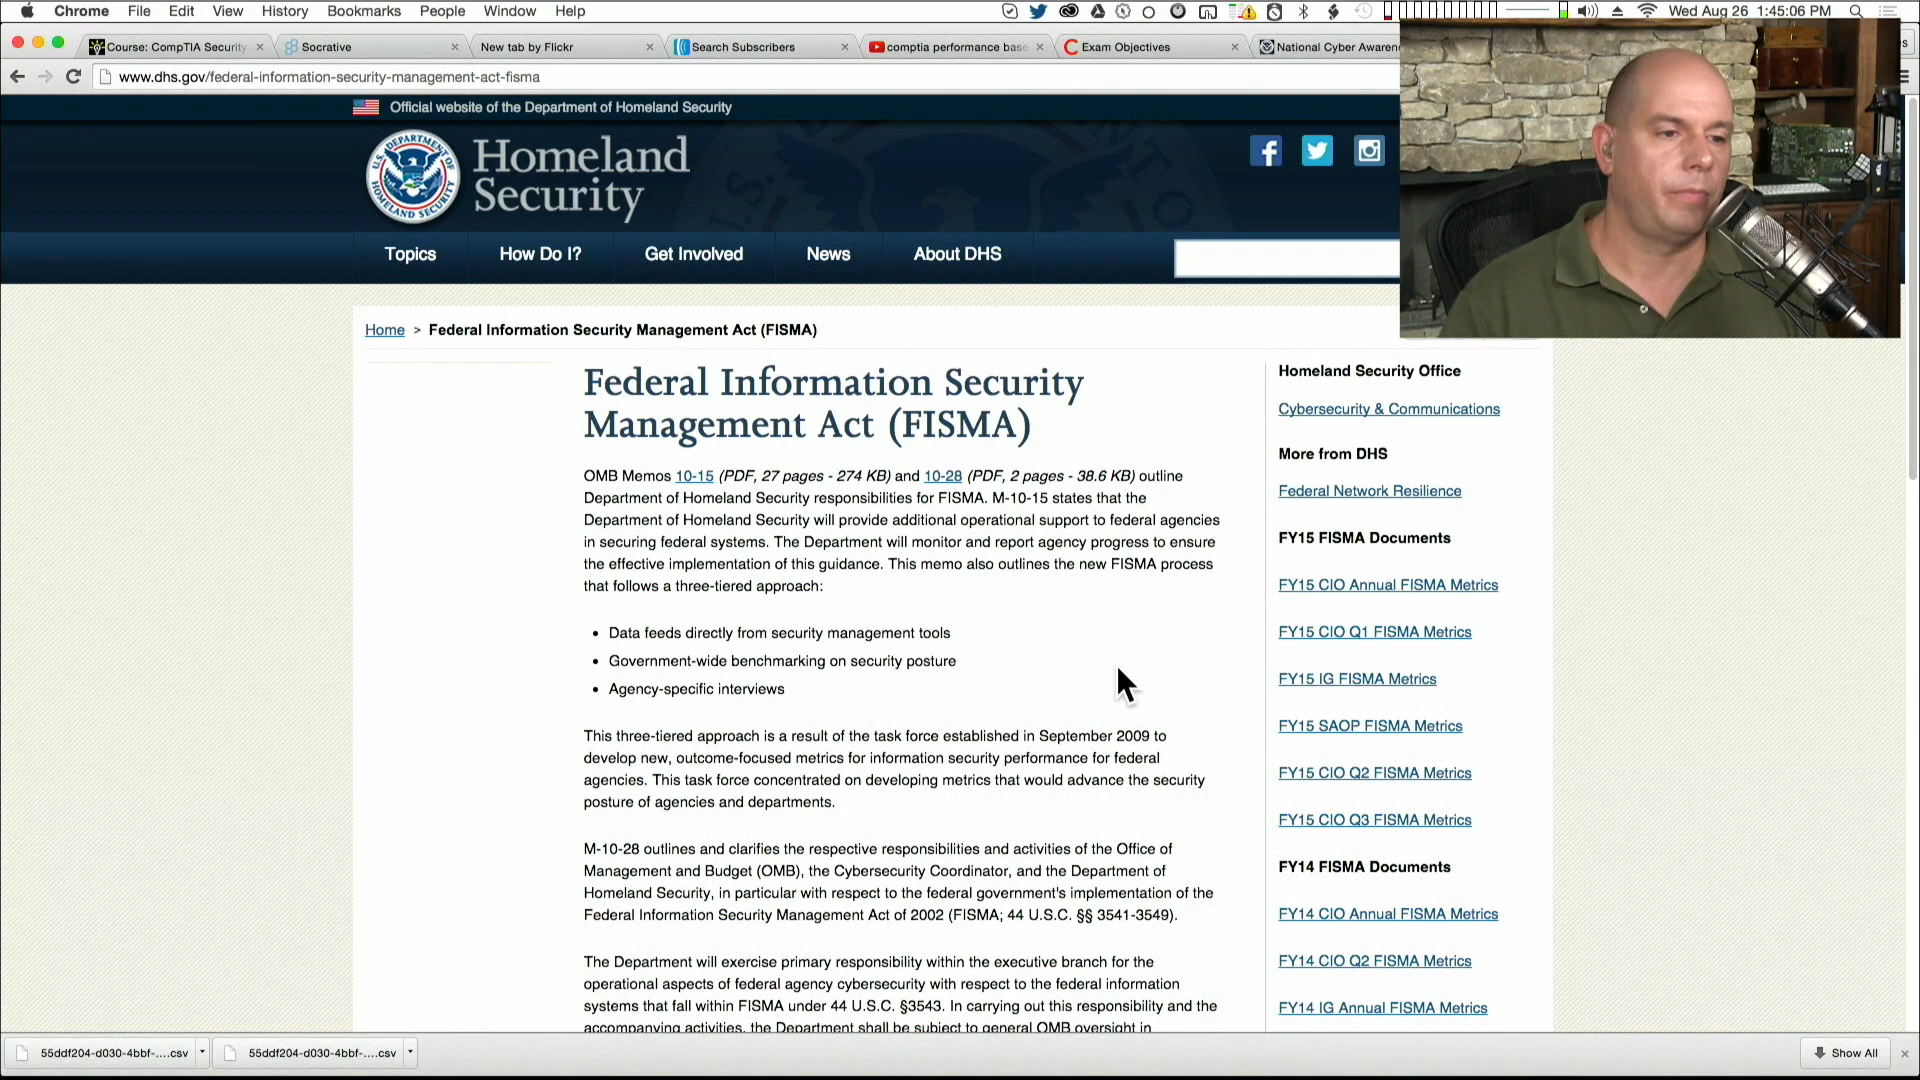 Chrome File Edit View History Bookmarks People Window Help Wed Aug 26 1:45:06 PM
Course: CompTIA Security Socrative New tab by Flickr Search Subscribers comptia performance bas Exam Objectives National Cyber Awaren
www.dhs.gov/federal-information-security-management-act-fisma
Official website of the Department of Homeland Security
Homeland
Security
Topics How Do I? Get Involved News About DHS
Home > Federal Information Security Management Act (FISMA)
Federal Information Security
Management Act (FISMA)
OMB Memos 10-15 (PDF, 27 pages - 274 KB) and 10-28 (PDF, 2 pages - 38.6 KB) outline
Department of Homeland Security responsibilities for FISMA. M-10-15 states that the
Department of Homeland Security will provide additional operational support to federal agencies
in securing federal systems. The Department will monitor and report agency progress to ensure
the effective implementation of this guidance. This memo also outlines the new FISMA process
that follows a three-tiered approach:
• Data feeds directly from security management tools
• Government-wide benchmarking on security posture
• Agency-specific interviews
This three-tiered approach is a result of the task force established in September 2009 to
develop new, outcome-focused metrics for information security performance for federal
agencies. This task force concentrated on developing metrics that would advance the security
posture of agencies and departments.
M-10-28 outlines and clarifies the respective responsibilities and activities of the Office of
Management and Budget (OMB), the Cybersecurity Coordinator, and the Department of
Homeland Security, in particular with respect to the federal government's implementation of the
Federal Information Security Management Act of 2002 (FISMA; 44 U.S.C. §§ 3541-3549).
The Department will exercise primary responsibility within the executive branch for the
operational aspects of federal agency cybersecurity with respect to the federal information
systems that fall within FISMA under 44 U.S.C. §3543. In carrying out this responsibility and the
accompanying activities, the Department shall be subject to general OMB oversight in
Homeland Security Office
Cybersecurity & Communications
More from DHS
Federal Network Resilience
FY15 FISMA Documents
FY15 CIO Annual FISMA Metrics
FY15 CIO Q1 FISMA Metrics
FY15 IG FISMA Metrics
FY15 SAOP FISMA Metrics
FY15 CIO Q2 FISMA Metrics
FY15 CIO Q3 FISMA Metrics
FY14 FISMA Documents
FY14 CIO Annual FISMA Metrics
FY14 CIO Q2 FISMA Metrics
FY14 IG Annual FISMA Metrics
55ddf204-d030-4bbf-....csv 55ddf204-d030-4bbf-....csv Show All